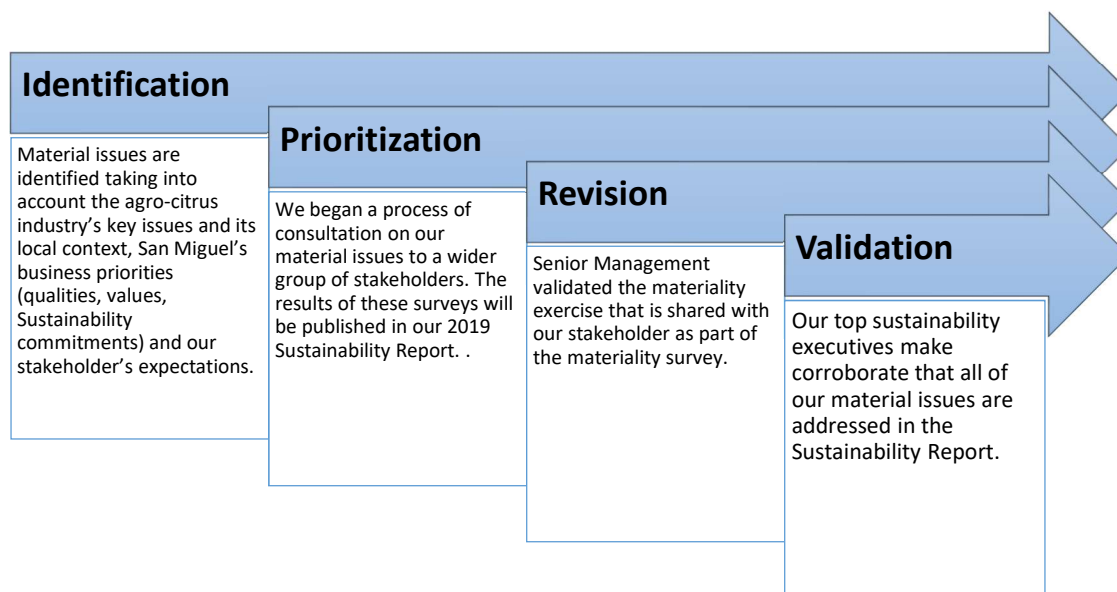 Identification
Material issues are
identified taking into
account the agro-citrus
industry’s key issues and its
local context, San Miguel’s
business priorities
(qualities, values,
Sustainability
commitments) and our
stakeholder’s expectations.
Prioritization
We began a process of
consultation on our
material issues to a wider
group of stakeholders. The
results of these surveys will
be published in our 2019
Sustainability Report. .
Revision
Senior Management
validated the materiality
exercise that is shared with
our stakeholder as part of
the materiality survey.
Validation
Our top sustainability
executives make
corroborate that all of
our material issues are
addressed in the
Sustainability Report.